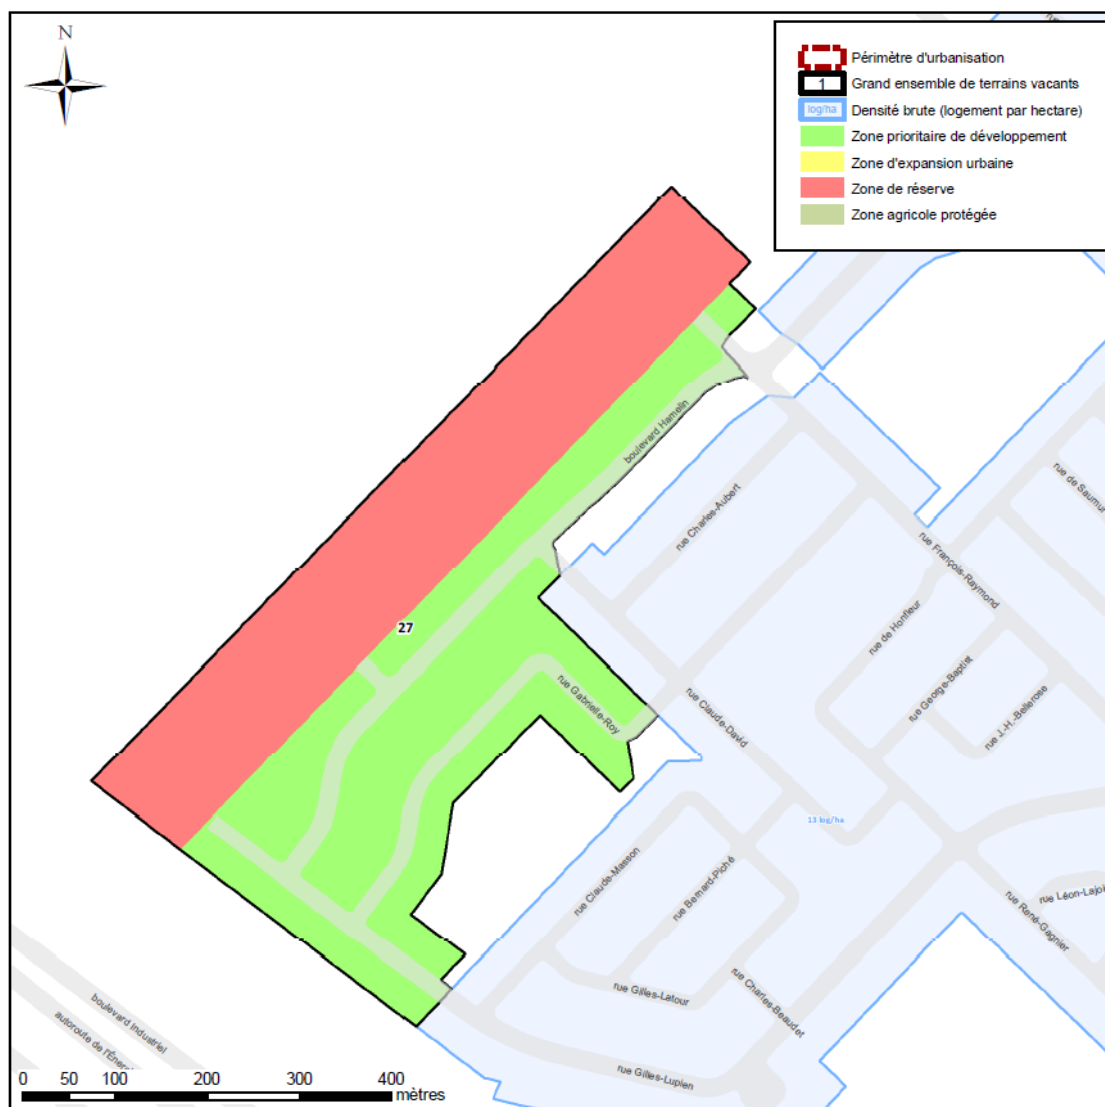 N
Périmètre d'urbanisation
1 Grand ensemble de terrains vacants
log/ha Densité brute (logement par hectare)
Zone prioritaire de développement
Zone d'expansion urbaine
Zone de réserve
Zone agricole protégée
boulevard Hamelin
rue Charles-Aubert
rue de Saumur
rue François-Raymond
rue de Honfleur
27
rue George-Baptist
rue Gabrielle-Roy
rue Claude-David
rue J.-H.-Bellerose
13 log/ha
rue Claude-Masson
rue Bernard-Piché
rue Léon-Lajoi
rue René-Gagnier
rue Gilles-Latour
rue Charles-Beaudet
boulevard Industriel
autoroute de l'Énerg
rue Gilles-Lupien
0 50 100 200 300 400
mètres